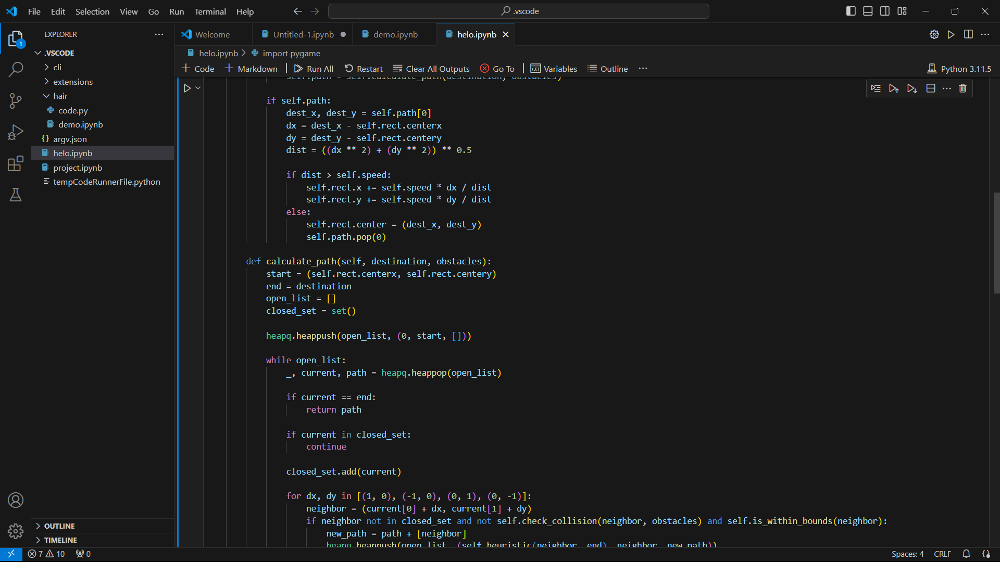 File Edit Selection View Go Run Terminal Help
.vscode
1
EXPLORER
.VSCODE
cli
extensions
hair
code.py
demo.ipynb
{} argv.json
helo.ipynb
project.ipynb
tempCodeRunnerFile.python
OUTLINE
TIMELINE
Welcome
Untitled-1.ipynb
demo.ipynb
helo.ipynb
helo.ipynb > import pygame
+ Code + Markdown | Run All Restart Clear All Outputs Go To | Variables Outline ...
Python 3.11.5
self.path = self.calculate_path(destination, obstacles)
if self.path:
dest_x, dest_y = self.path[0]
dx = dest_x - self.rect.centerx
dy = dest_y - self.rect.centery
dist = ((dx ** 2) + (dy ** 2)) ** 0.5
if dist > self.speed:
self.rect.x += self.speed * dx / dist
self.rect.y += self.speed * dy / dist
else:
self.rect.center = (dest_x, dest_y)
self.path.pop(0)
def calculate_path(self, destination, obstacles):
start = (self.rect.centerx, self.rect.centery)
end = destination
open_list = []
closed_set = set()
heapq.heappush(open_list, (0, start, []))
while open_list:
_, current, path = heapq.heappop(open_list)
if current == end:
return path
if current in closed_set:
continue
closed_set.add(current)
for dx, dy in [(1, 0), (-1, 0), (0, 1), (0, -1)]:
neighbor = (current[0] + dx, current[1] + dy)
if neighbor not in closed_set and not self.check_collision(neighbor, obstacles) and self.is_within_bounds(neighbor):
new_path = path + [neighbor]
heapq.heappush(open_list, (self.heuristic(neighbor, end), neighbor, new_path))
7 10 0
Spaces: 4 CRLF